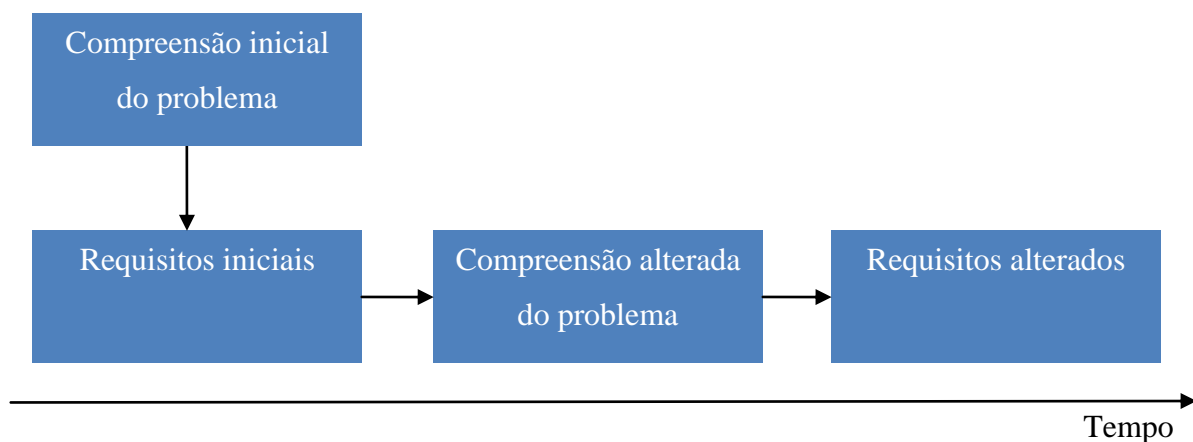 Compreensão inicial
do problema
Requisitos iniciais
Compreensão alterada
do problema
Requisitos alterados
Tempo